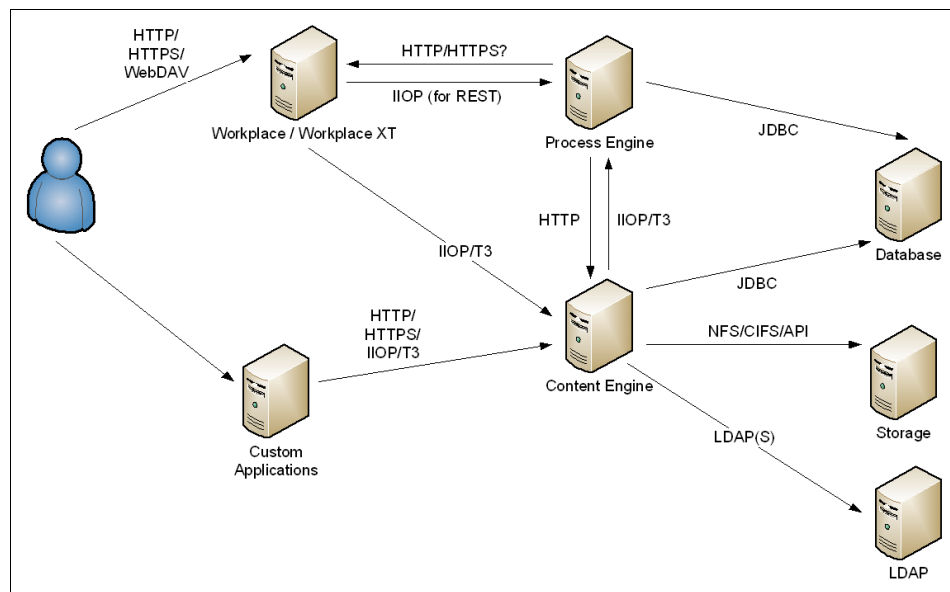 HTTP/
HTTPS/
WebDAV
HTTP/HTTPS?
IIOP (for REST)
Workplace / Workplace XT
Process Engine
JDBC
HTTP
IIOP/T3
IIOP/T3
Database
JDBC
HTTP/
HTTPS/
IIOP/T3
NFS/CIFS/API
Content Engine
Storage
Custom
Applications
LDAP(S)
LDAP